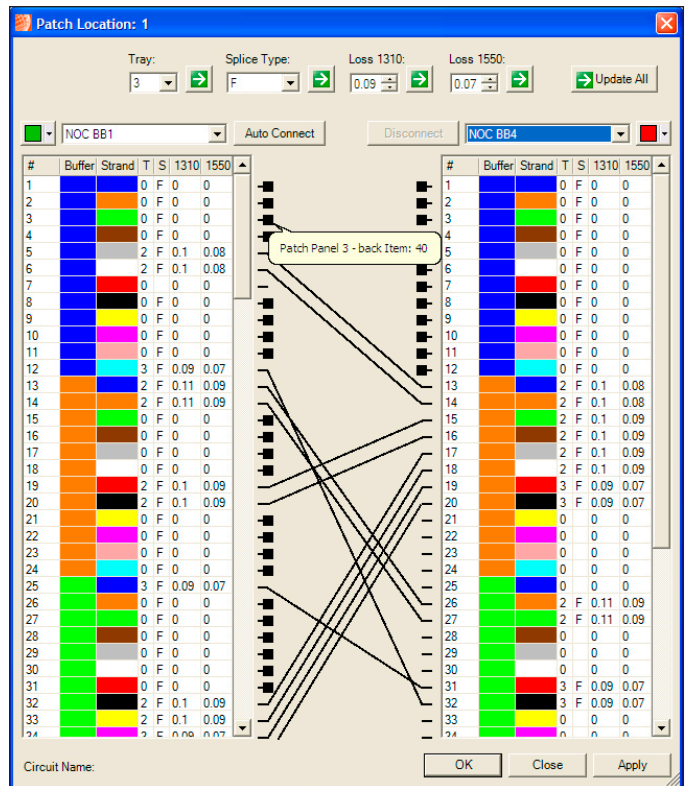 Patch Location: 1
Tray: Splice Type: Loss 1310: Loss 1550:
3 F 0.09 0.07 Update All
NOC BB1 Auto Connect Disconnect NOC BB4
# Buffer Strand T S 1310 1550 # Buffer Strand T S 1310 1550
1 0 F 0 0 1 0 F 0 0
2 0 F 0 0 2 0 F 0 0
3 0 F 0 0 3 0 F 0 0
4 0 F 0 0 4 0 F 0 0
Patch Panel 3 - back Item: 40
5 2 F 0.1 0.08 5 0 F 0 0
6 2 F 0.1 0.08 6 0 F 0 0
7 0 0 0 7 0 F 0 0
8 0 F 0 0 8 0 F 0 0
9 0 F 0 0 9 0 F 0 0
10 0 F 0 0 10 0 F 0 0
11 0 F 0 0 11 0 F 0 0
12 3 F 0.09 0.07 12 0 F 0 0
13 2 F 0.11 0.09 13 2 F 0.1 0.08
14 2 F 0.11 0.09 14 2 F 0.1 0.08
15 0 F 0 0 15 2 F 0.1 0.09
16 0 F 0 0 16 2 F 0.1 0.09
17 0 F 0 0 17 2 F 0.1 0.09
18 0 F 0 0 18 2 F 0.1 0.09
19 2 F 0.1 0.09 19 3 F 0.09 0.07
20 2 F 0.1 0.09 20 3 F 0.09 0.07
21 0 F 0 0 21 0 0 0
22 0 F 0 0 22 0 0 0
23 0 F 0 0 23 0 0 0
24 0 F 0 0 24 0 0 0
25 3 F 0.09 0.07 25 0 0 0
26 0 F 0 0 26 2 F 0.11 0.09
27 0 F 0 0 27 2 F 0.11 0.09
28 0 F 0 0 28 0 0 0
29 0 F 0 0 29 0 0 0
30 0 F 0 0 30 0 0 0
31 0 F 0 0 31 3 F 0.09 0.07
32 2 F 0.1 0.09 32 3 F 0.09 0.07
33 2 F 0.1 0.09 33 0 0 0
Circuit Name: OK Close Apply